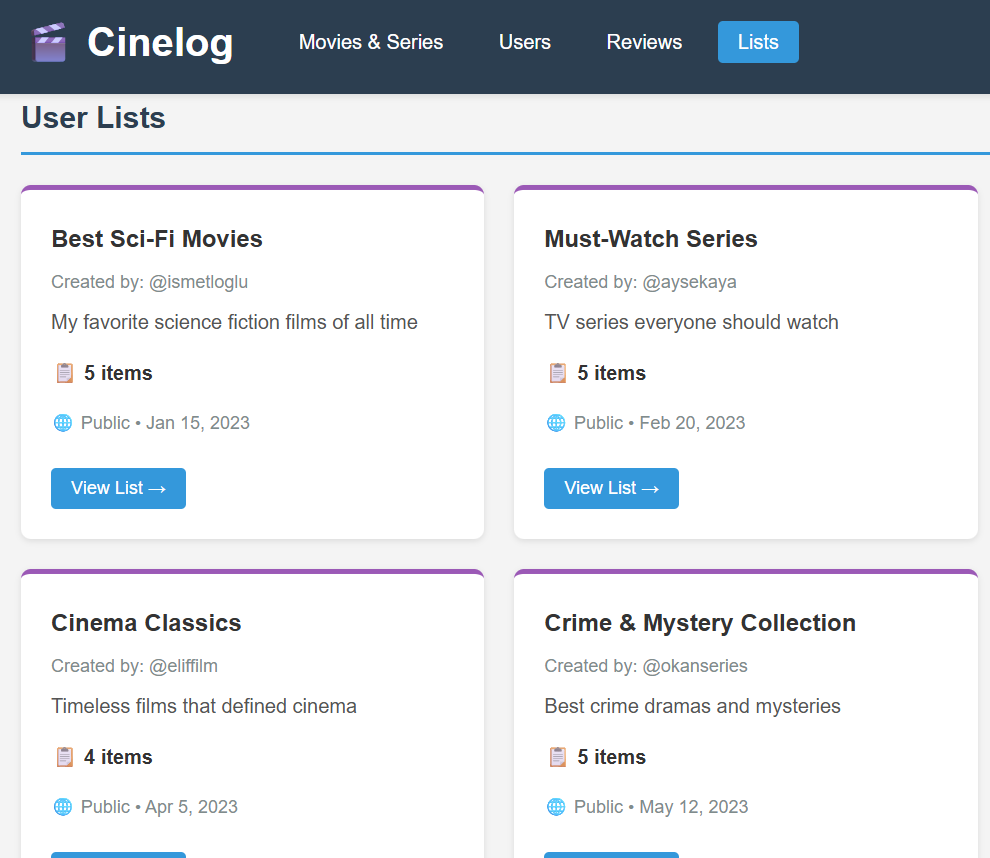 Cinelog
Movies & Series
Users
Reviews
Lists
User Lists
Best Sci-Fi Movies
Created by: @ismetloglu
My favorite science fiction films of all time
5 items
Public • Jan 15, 2023
View List →
Must-Watch Series
Created by: @aysekaya
TV series everyone should watch
5 items
Public • Feb 20, 2023
View List →
Cinema Classics
Created by: @eliffilm
Timeless films that defined cinema
4 items
Public • Apr 5, 2023
Crime & Mystery Collection
Created by: @okanseries
Best crime dramas and mysteries
5 items
Public • May 12, 2023